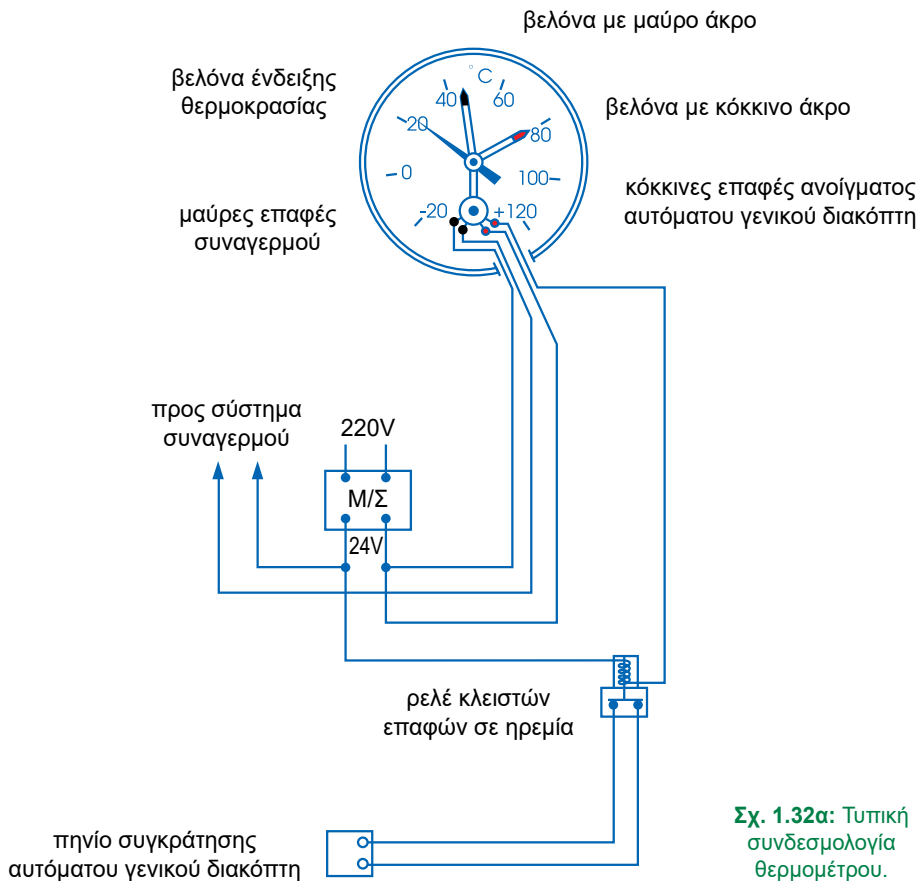 βελόνα με μαύρο άκρο
βελόνα ένδειξης
θερμοκρασίας
βελόνα με κόκκινο άκρο
° C
40
60
20
80
0
100
-20
+120
κόκκινες επαφές ανοίγματος
αυτόματου γενικού διακόπτη
μαύρες επαφές
συναγερμού
προς σύστημα
συναγερμού
220V
Μ/Σ
24V
ρελέ κλειστών
επαφών σε ηρεμία
πηνίο συγκράτησης
αυτόματου γενικού διακόπτη
Σχ. 1.32α: Τυπική
συνδεσμολογία
θερμομέτρου.